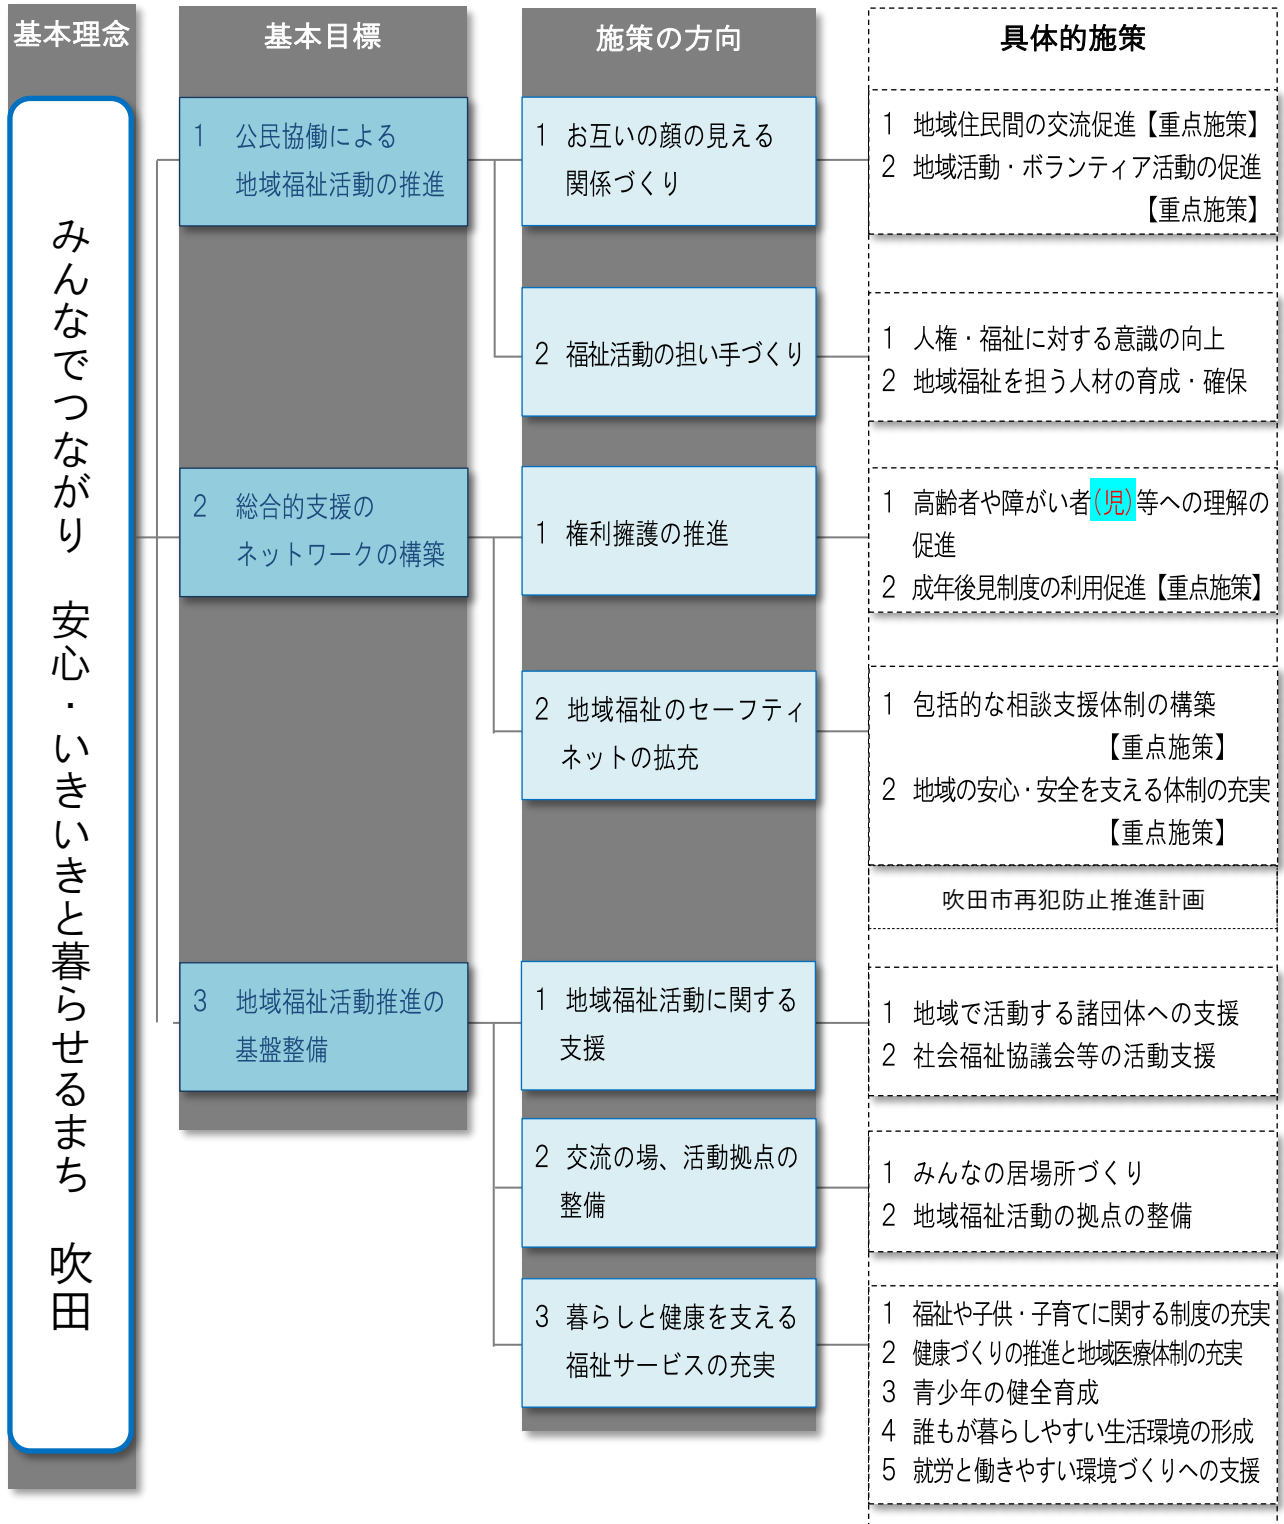 基本理念
みんなでつながり　安心・いきいきと暮らせるまち　吹田
基本目標
1　公民協働による
地域福祉活動の推進
2　総合的支援の
ネットワークの構築
3　地域福祉活動推進の
基盤整備
施策の方向
1　お互いの顔の見える
関係づくり
2　福祉活動の担い手づくり
1　権利擁護の推進
2　地域福祉のセーフティ
ネットの拡充
1　地域福祉活動に関する
支援
2　交流の場、活動拠点の
整備
3　暮らしと健康を支える
福祉サービスの充実
具体的施策
1　地域住民間の交流促進【重点施策】
2　地域活動・ボランティア活動の促進
【重点施策】
1　人権・福祉に対する意識の向上
2　地域福祉を担う人材の育成・確保
1　高齢者や障がい者(児)等への理解の
促進
2　成年後見制度の利用促進【重点施策】
1　包括的な相談支援体制の構築
【重点施策】
2　地域の安心・安全を支える体制の充実
【重点施策】
吹田市再犯防止推進計画
1　地域で活動する諸団体への支援
2　社会福祉協議会等の活動支援
1　みんなの居場所づくり
2　地域福祉活動の拠点の整備
1　福祉や子供・子育てに関する制度の充実
2　健康づくりの推進と地域医療体制の充実
3　青少年の健全育成
4　誰もが暮らしやすい生活環境の形成
5　就労と働きやすい環境づくりへの支援